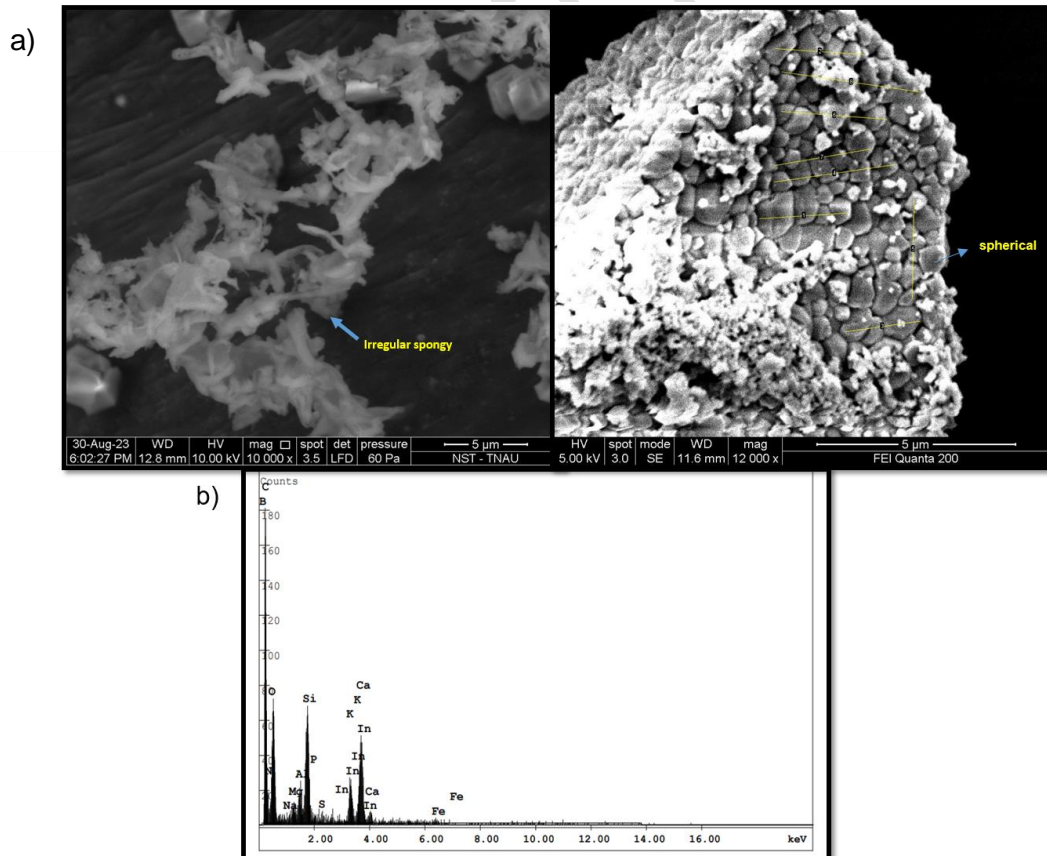 a)
Irregular spongy
spherical
30-Aug-23 WD HV mag □ spot det pressure 5 µm
6:02:27 PM 12.8 mm 10.00 kV 10 000 x 3.5 LFD 60 Pa NST - TNAU
HV spot mode WD mag 5 µm
5.00 kV 3.0 SE 11.6 mm 12 000 x FEI Quanta 200
b)
Counts
C
B
180
160
140
120
100
80
Ca
O
Si
K
K
60
In
P
40
In
N
Al
In
In
Mg
Ca
20
Na
S
In
Fe
Fe
2.00 4.00 6.00 8.00 10.00 12.00 14.00 16.00 keV